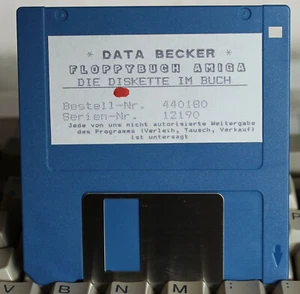 * DATA BECKER *
FLOPPYBUCH AMIGA
DIE DISKETTE IM BUCH
Bestell-Nr. 440180
Serien-Nr. 12190
Jede von uns nicht autorisierte Weitergabe
des Programms (Verleih, Tausch, Verkauf)
ist untersagt
V B N M